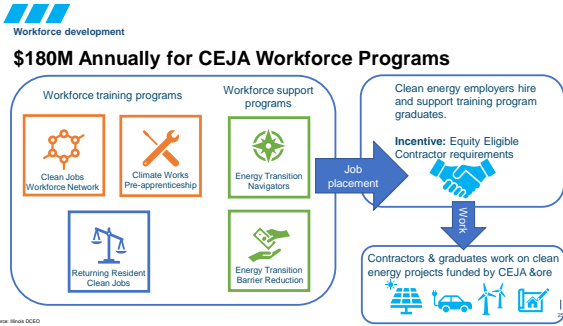 Workforce development
$180M Annually for CEJA Workforce Programs
Workforce training programs
Workforce support
programs
Clean Jobs
Workforce Network
Climate Works
Pre-apprenticeship
Energy Transition
Navigators
Returning Resident
Clean Jobs
Energy Transition
Barrier Reduction
Job
placement
Clean energy employers hire
and support training program
graduates.
Incentive: Equity Eligible
Contractor requirements
Work
Contractors & graduates work on clean
energy projects funded by CEJA &ore
Illinois DCEO